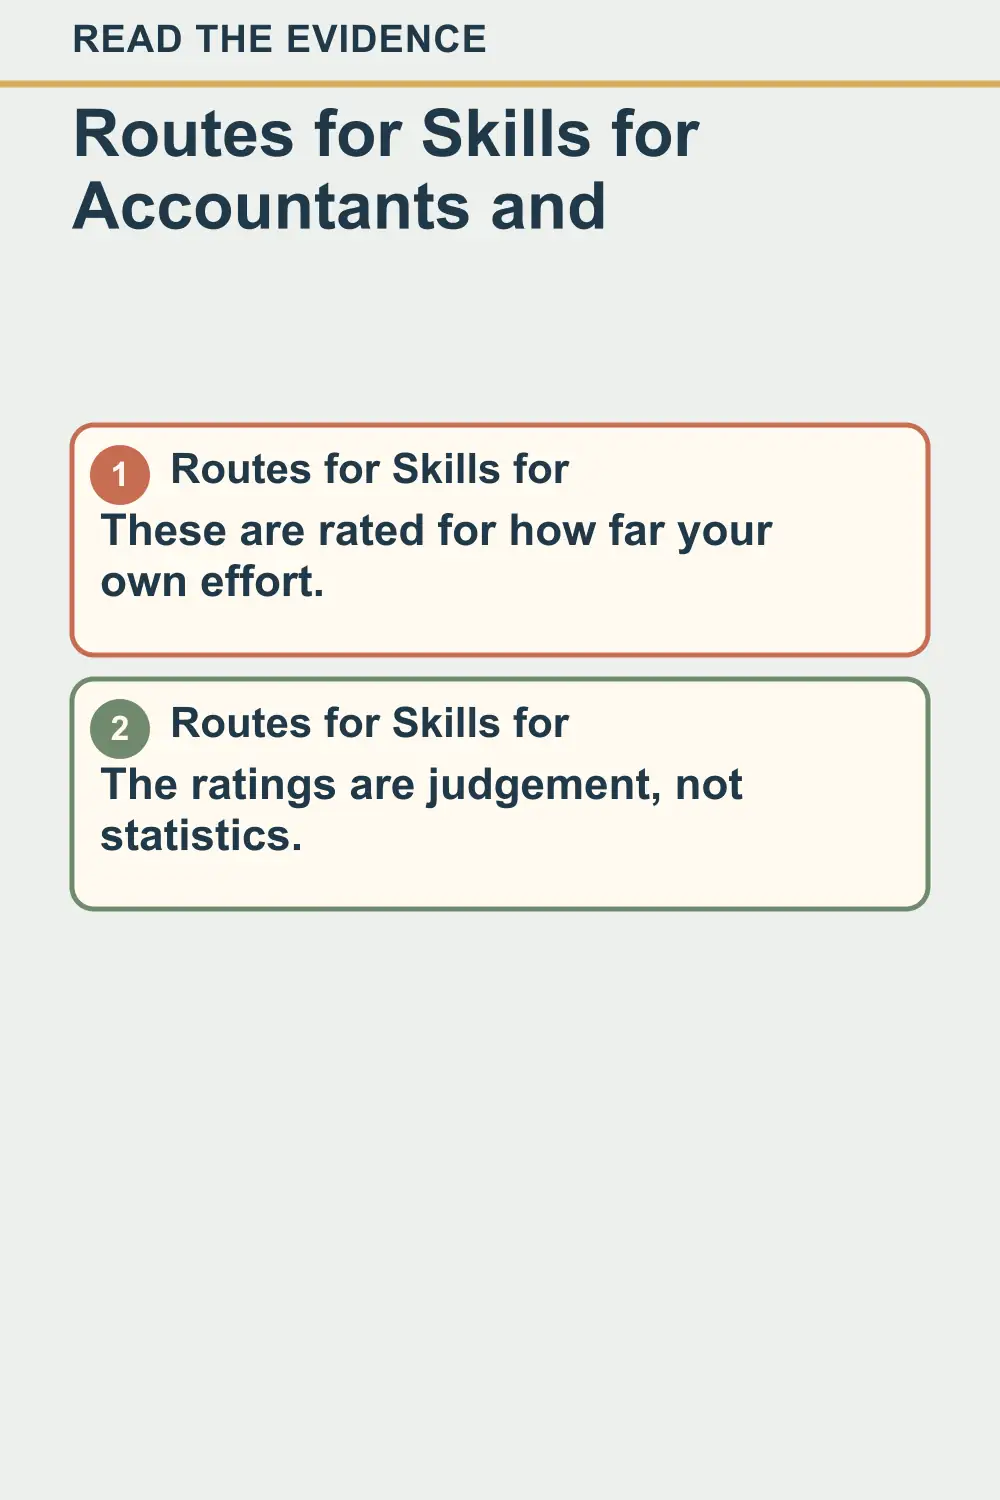 READ THE EVIDENCE
Routes for Skills for
Accountants and
1 Routes for Skills for
These are rated for how far your
own effort.
2 Routes for Skills for
The ratings are judgement, not
statistics.